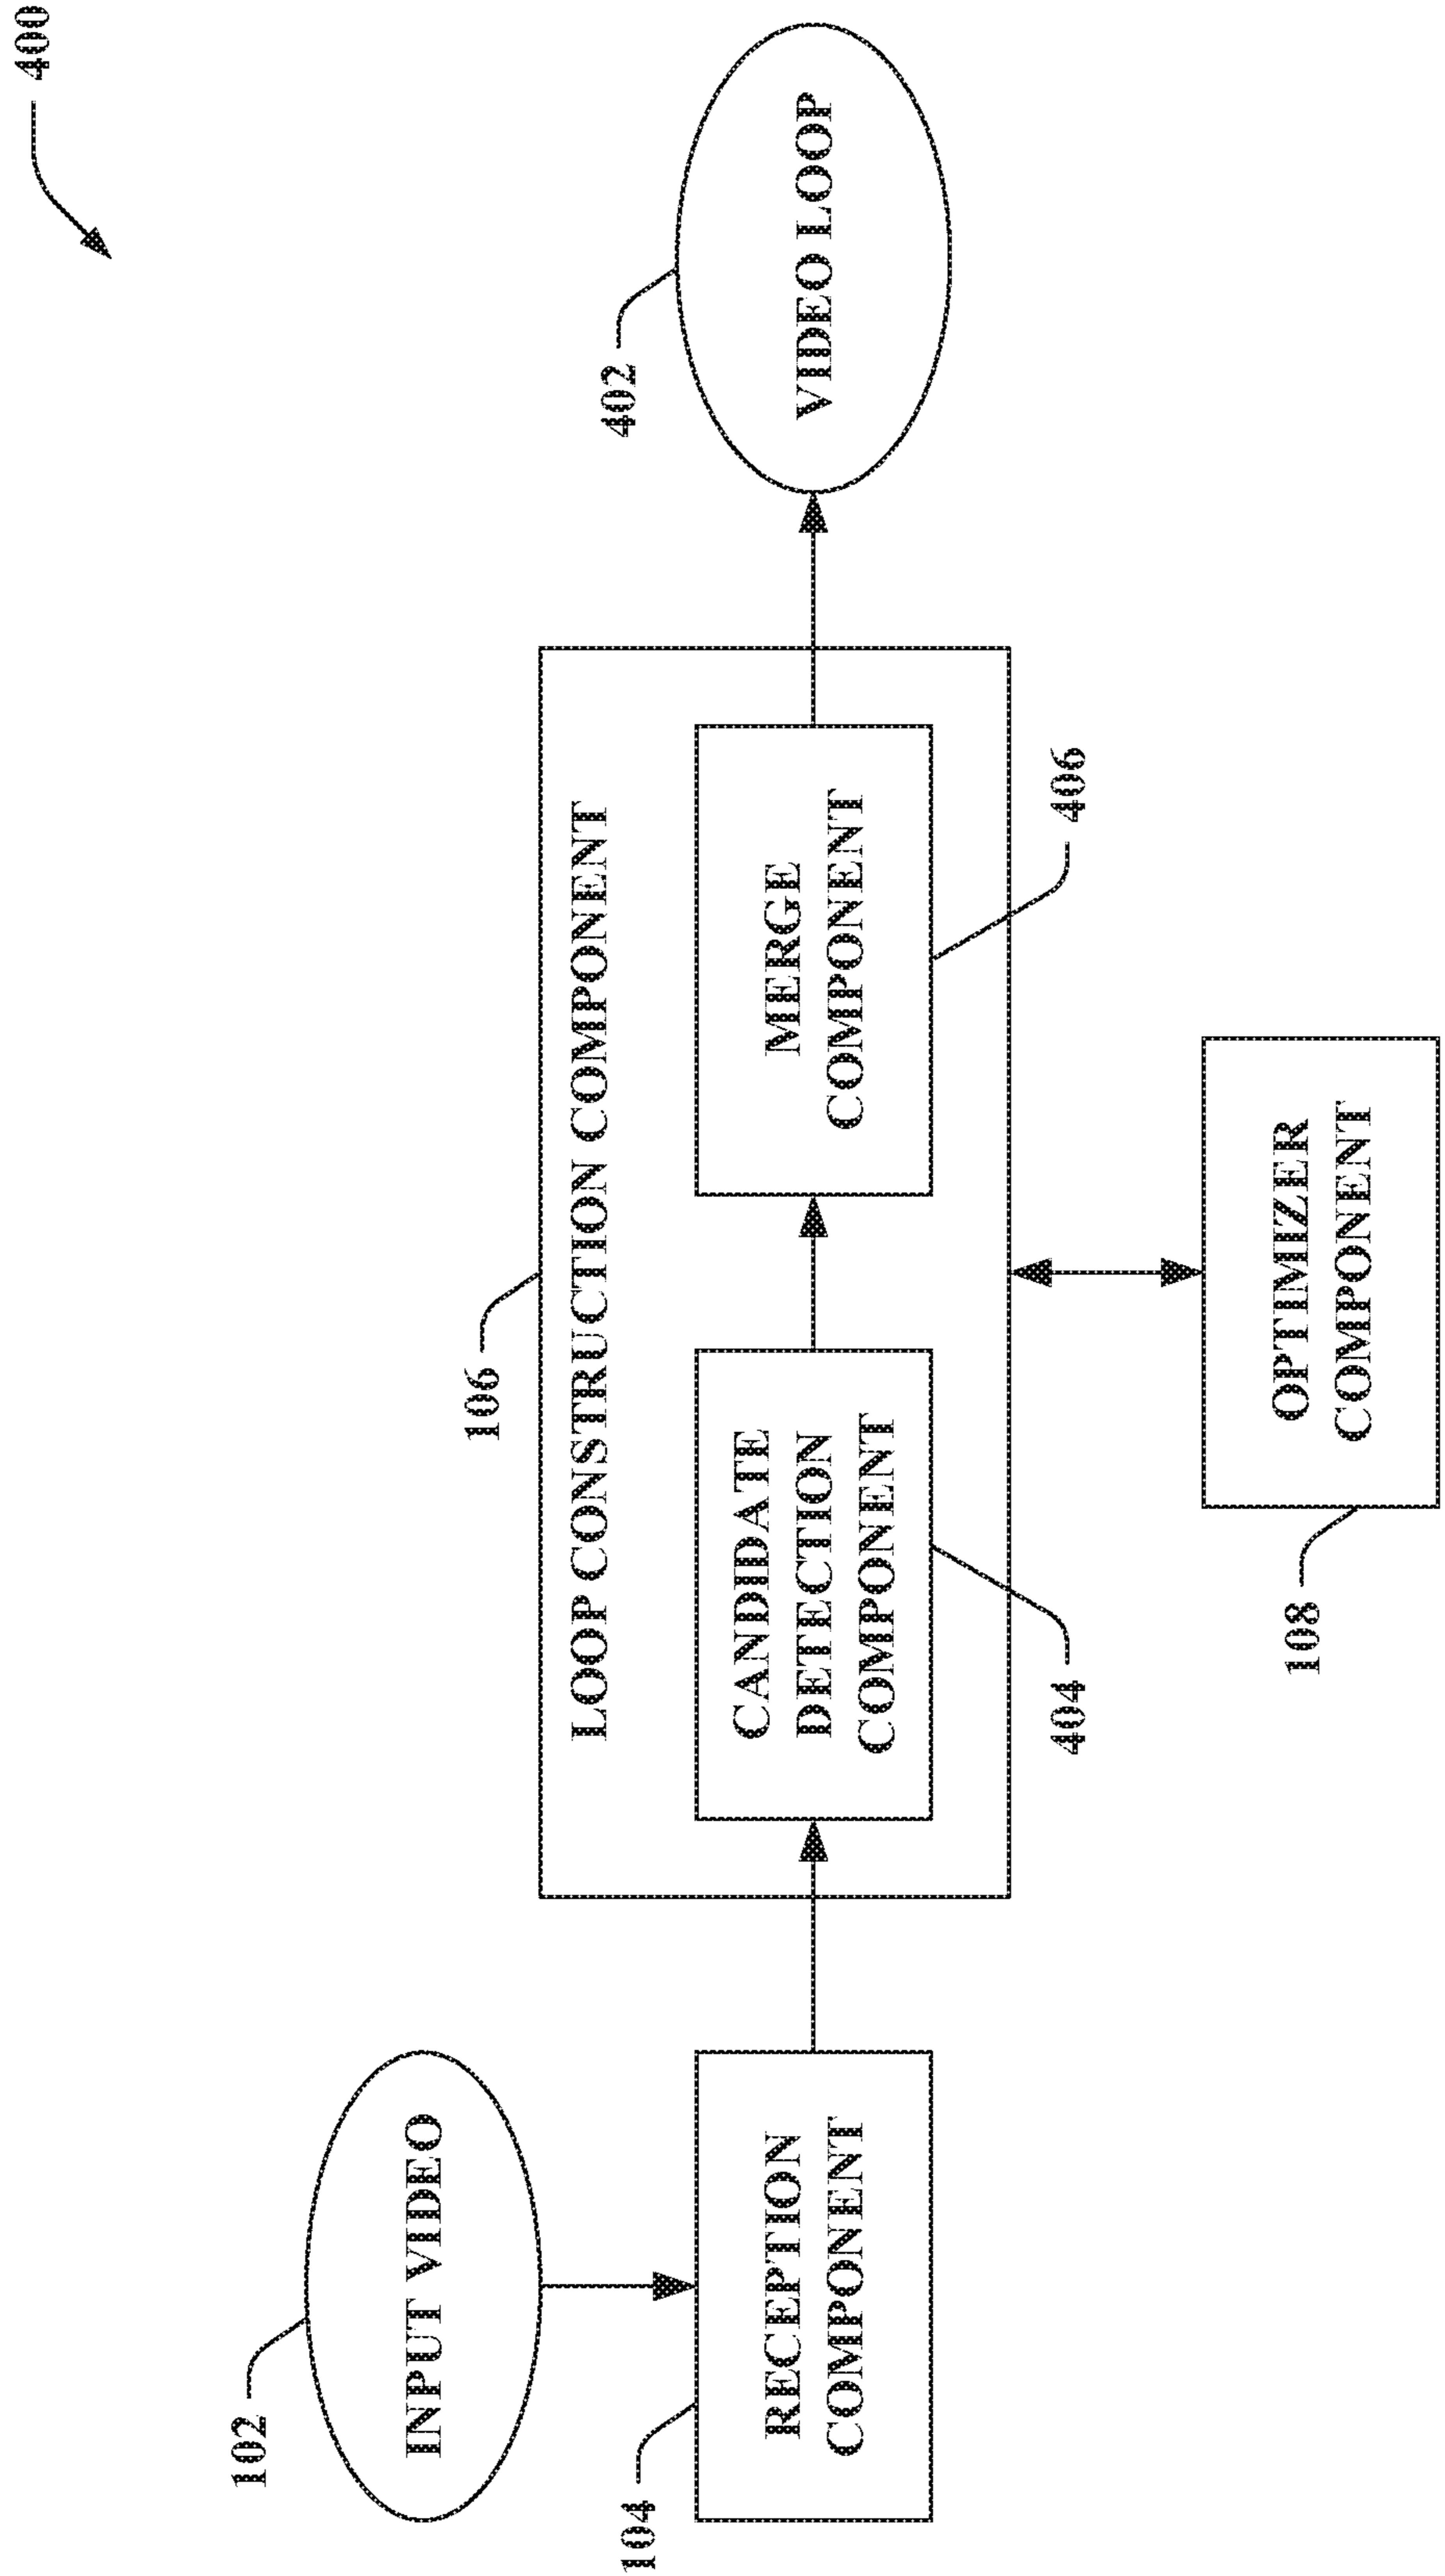 400
102
INPUT VIDEO
104
RECEPTION
COMPONENT
106
LOOP CONSTRUCTION COMPONENT
CANDIDATE
DETECTION
COMPONENT
404
MERGE
COMPONENT
406
402
VIDEO LOOP
108
OPTIMIZER
COMPONENT